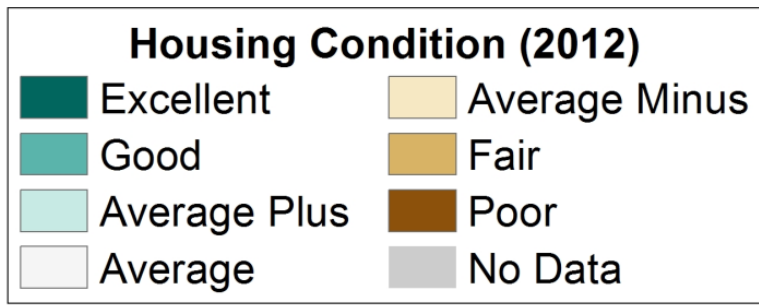 Housing Condition (2012)
Excellent
Good
Average Plus
Average
Average Minus
Fair
Poor
No Data